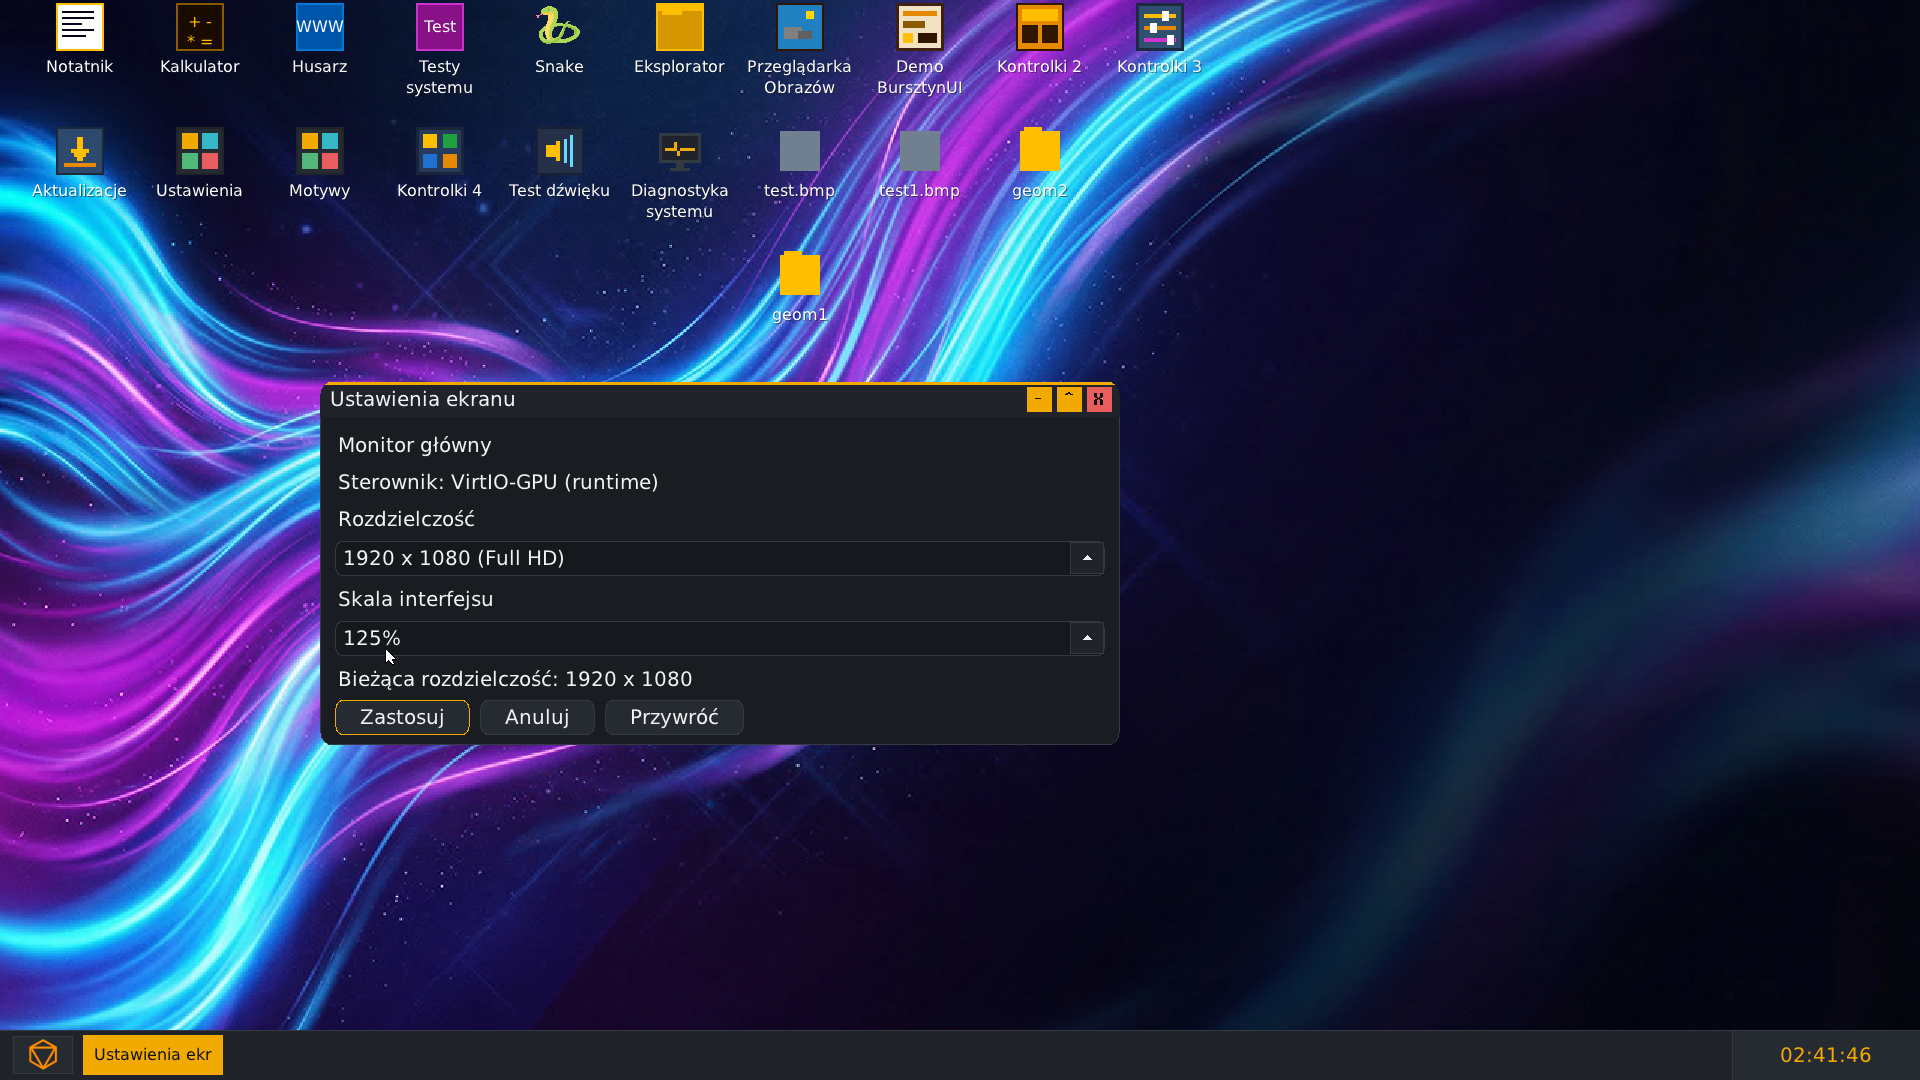 Notatnik
+ -
* =
Kalkulator
WWW
Husarz
Test
Testy
systemu
Snake
Eksplorator
Przeglądarka
Obrazów
Demo
BursztynUI
Kontrolki 2
Kontrolki 3
Aktualizacje
Ustawienia
Motywy
Kontrolki 4
Test dźwięku
Diagnostyka
systemu
test.bmp
test1.bmp
geom2
geom1
Ustawienia ekranu
- ^ X
Monitor główny
Sterownik: VirtIO-GPU (runtime)
Rozdzielczość
1920 x 1080 (Full HD)
Skala interfejsu
125%
Bieżąca rozdzielczość: 1920 x 1080
Zastosuj
Anuluj
Przywróć
Ustawienia ekr
02:41:46